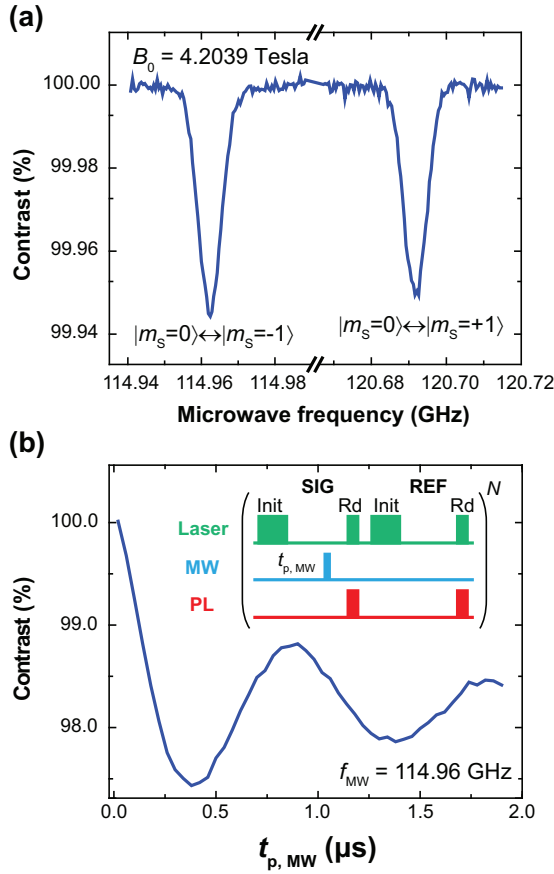 (a)
B₀ = 4.2039 Tesla
100.00
99.98
99.96
99.94
Contrast (%)
|mₛ=0⟩↔|mₛ=-1⟩
|mₛ=0⟩↔|mₛ=+1⟩
114.94 114.96 114.98 120.68 120.70 120.72
Microwave frequency (GHz)
(b)
SIG REF
N
Init Rd Init Rd
Laser
MW
tp, MW
PL
100.0
99.0
98.0
Contrast (%)
fMW = 114.96 GHz
0.0 0.5 1.0 1.5 2.0
tp, MW (µs)